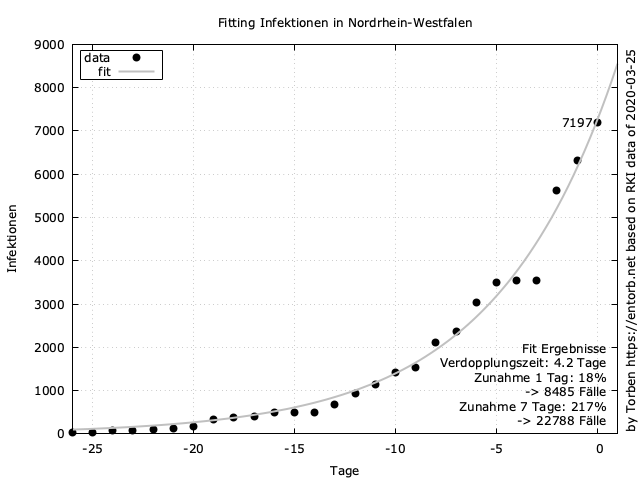 Fitting Infektionen in Nordrhein-Westfalen
9000
8000
7000
6000
5000
4000
3000
2000
1000
0
Infektionen
data
fit
7197
Fit Ergebnisse
Verdopplungszeit: 4.2 Tage
Zunahme 1 Tag: 18%
-> 8485 Fälle
Zunahme 7 Tage: 217%
-> 22788 Fälle
-25 -20 -15 -10 -5 0
Tage
by Torben https://entorb.net based on RKI data of 2020-03-25